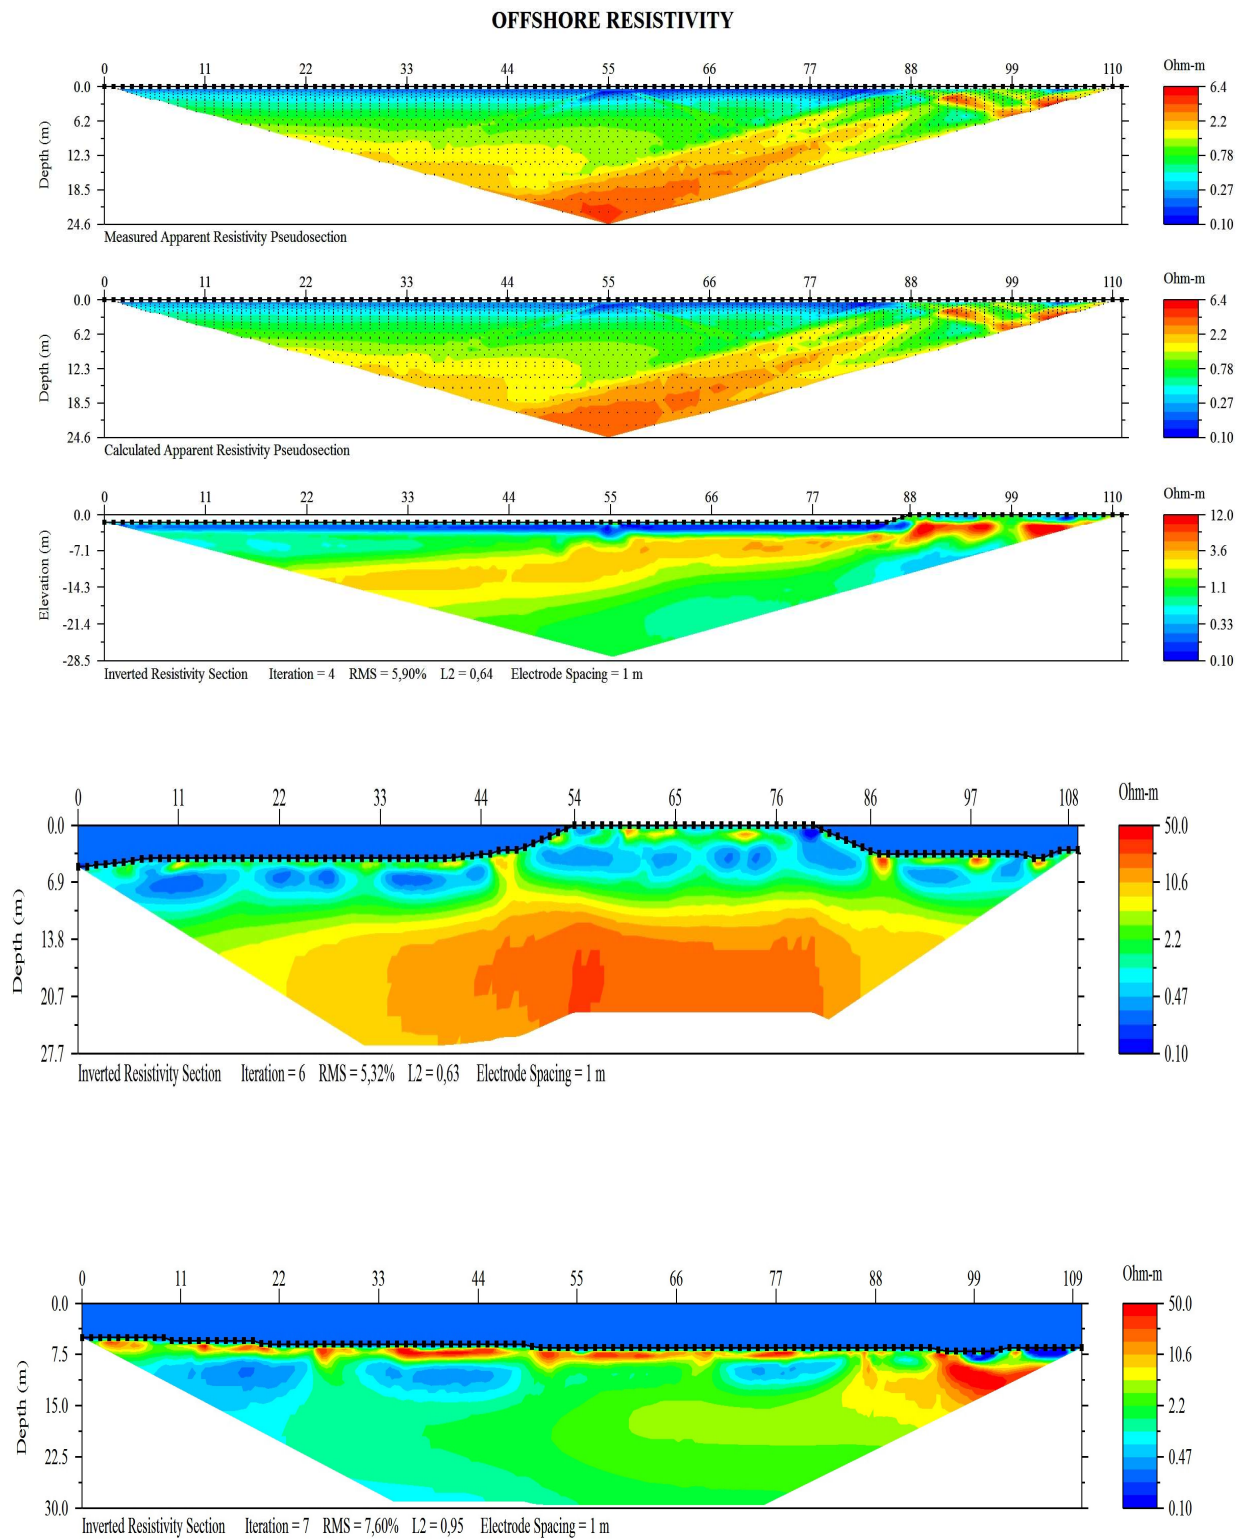 OFFSHORE RESISTIVITY
0 11 22 33 44 55 66 77 88 99 110
Ohm-m
Depth (m)
0.0
6.2
12.3
18.5
24.6
6.4
2.2
0.78
0.27
0.10
Measured Apparent Resistivity Pseudosection
0 11 22 33 44 55 66 77 88 99 110
Ohm-m
Depth (m)
0.0
6.2
12.3
18.5
24.6
6.4
2.2
0.78
0.27
0.10
Calculated Apparent Resistivity Pseudosection
0 11 22 33 44 55 66 77 88 99 110
Ohm-m
Elevation (m)
0.0
-7.1
-14.3
-21.4
-28.5
12.0
3.6
1.1
0.33
0.10
Inverted Resistivity Section Iteration = 4 RMS = 5,90% L2 = 0,64 Electrode Spacing = 1 m
0 11 22 33 44 54 65 76 86 97 108
Ohm-m
Depth (m)
0.0
6.9
13.8
20.7
27.7
50.0
10.6
2.2
0.47
0.10
Inverted Resistivity Section Iteration = 6 RMS = 5,32% L2 = 0,63 Electrode Spacing = 1 m
0 11 22 33 44 55 66 77 88 99 109
Ohm-m
Depth (m)
0.0
7.5
15.0
22.5
30.0
50.0
10.6
2.2
0.47
0.10
Inverted Resistivity Section Iteration = 7 RMS = 7,60% L2 = 0,95 Electrode Spacing = 1 m